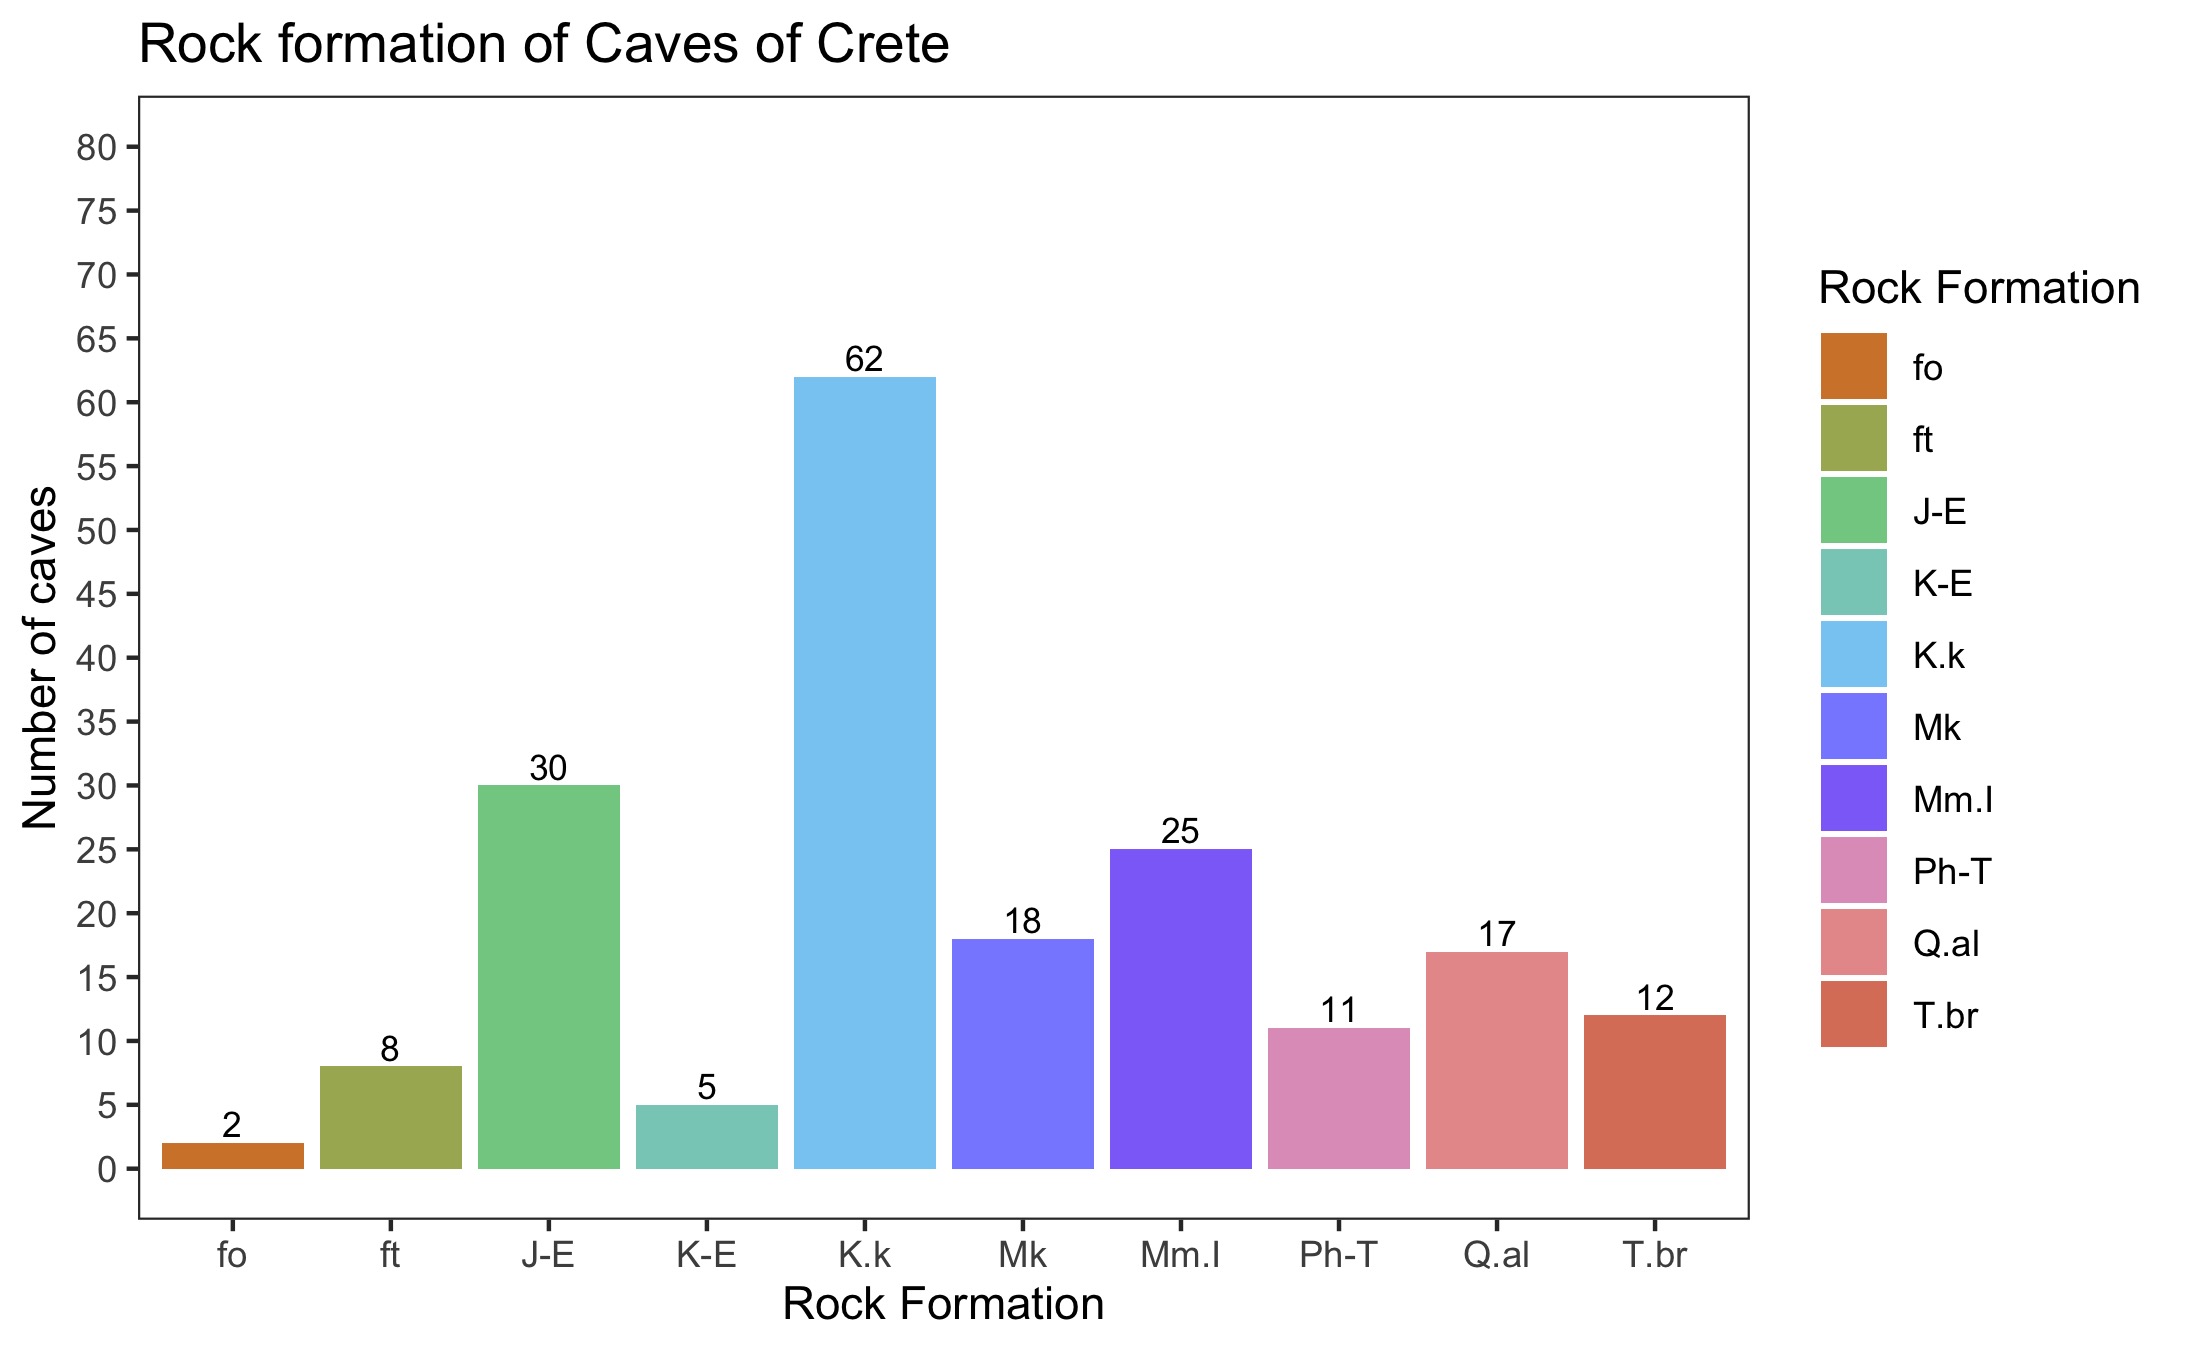 Rock formation of Caves of Crete
80
75
70
65
60
55
50
45
40
35
30
25
20
15
10
5
0
Number of caves
2
8
30
5
62
18
25
11
17
12
fo ft J-E K-E K.k Mk Mm.l Ph-T Q.al T.br
Rock Formation
Rock Formation
fo
ft
J-E
K-E
K.k
Mk
Mm.l
Ph-T
Q.al
T.br